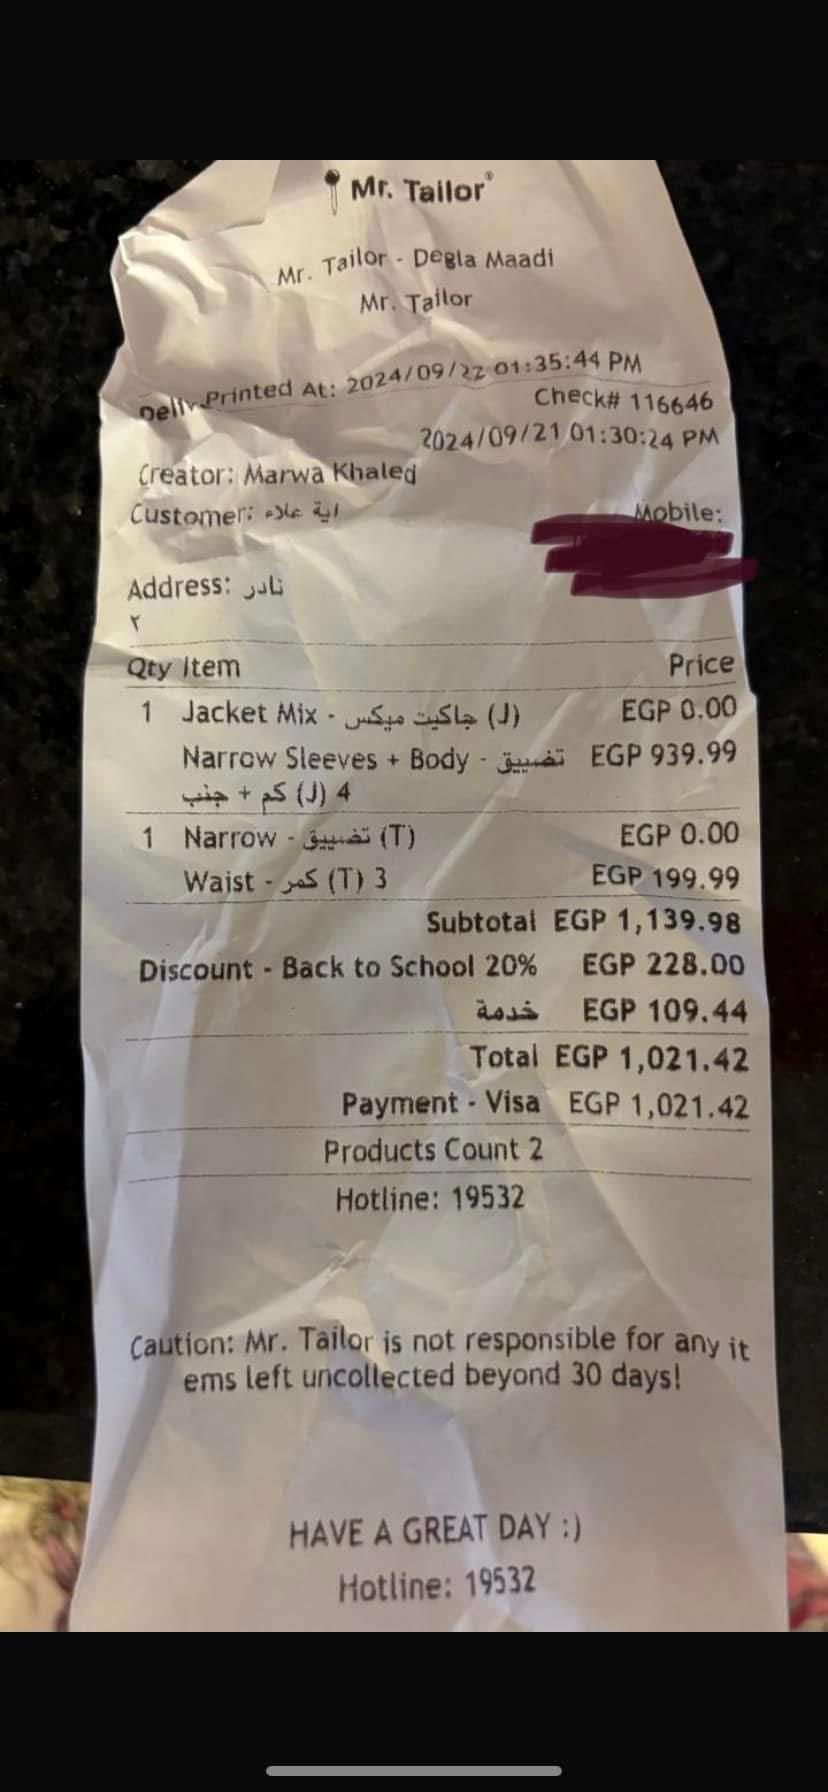 Mr. Tailor®
Mr. Tailor - Degla Maadi
Mr. Tailor
Printed At: 2024/09/22 01:35:44 PM
Deliv
Check# 116646
2024/09/21 01:30:24 PM
Creator: Marwa Khaled
Customer: اية علاء
Mobile:
Address: نادر
٢
Qty Item Price
1 Jacket Mix - جاكيت ميكس (J) EGP 0.00
Narrow Sleeves + Body - تضييق EGP 939.99
كم + جنب (J) 4
1 Narrow - تضييق (T) EGP 0.00
Waist - كمر (T) 3 EGP 199.99
Subtotal EGP 1,139.98
Discount - Back to School 20% EGP 228.00
خدمة EGP 109.44
Total EGP 1,021.42
Payment - Visa EGP 1,021.42
Products Count 2
Hotline: 19532
Caution: Mr. Tailor is not responsible for any it
ems left uncollected beyond 30 days!
HAVE A GREAT DAY :)
Hotline: 19532